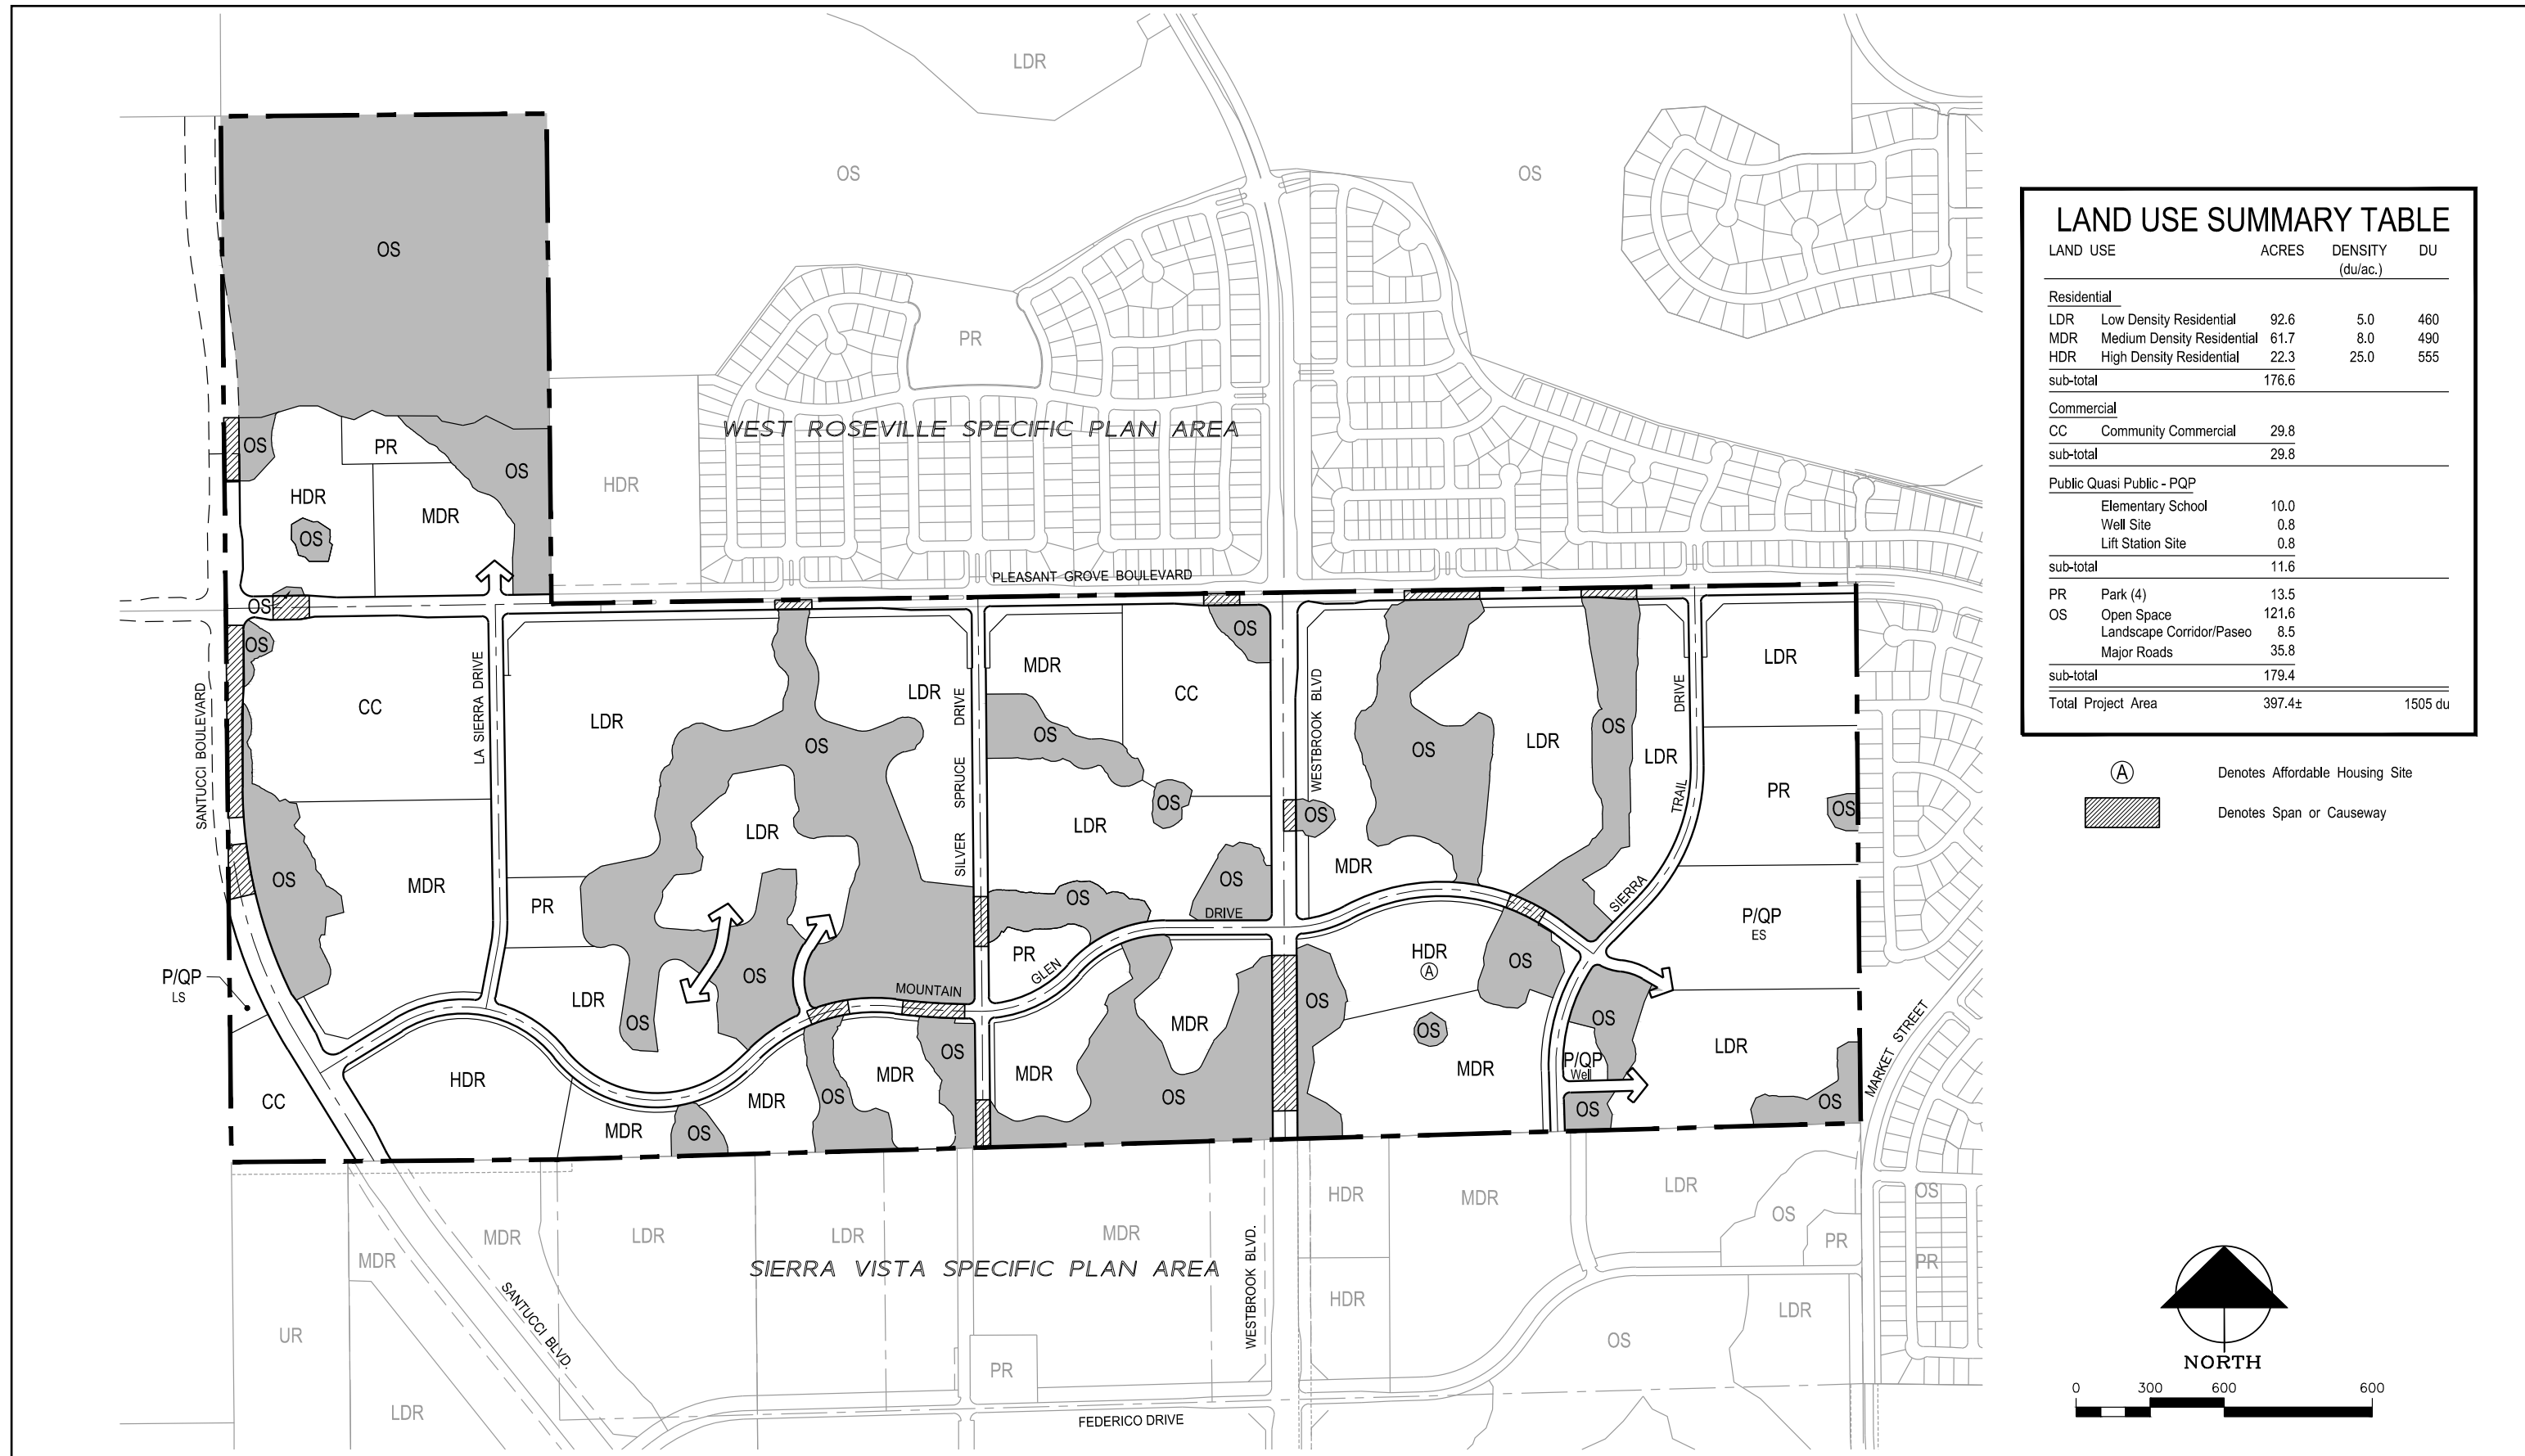 LDR
OS
OS
OS
PR
HDR
WEST ROSEVILLE SPECIFIC PLAN AREA
OS
PR
OS
HDR
OS
MDR
PLEASANT GROVE BOULEVARD
OS
OS
SANTUCCI BOULEVARD
CC
LA SIERRA DRIVE
LDR
LDR
OS
SILVER SPRUCE DRIVE
MDR
CC
OS
OS
WESTBROOK BLVD
OS
LDR
OS
LDR
LDR
PR
OS
SIERRA TRAIL DRIVE
LDR
LDR
OS
OS
MDR
OS
MDR
PR
OS
OS
OS
PR
MOUNTAIN GLEN DRIVE
HDR
A
OS
P/QP
ES
P/QP
LS
LDR
OS
OS
MDR
OS
OS
MDR
OS
P/QP
Well
OS
LDR
OS
MARKET STREET
CC
HDR
MDR
OS
MDR
OS
MDR
OS
MDR
OS
UR
MDR
LDR
MDR
LDR
LDR
MDR
SIERRA VISTA SPECIFIC PLAN AREA
SANTUCCI BLVD.
WESTBROOK BLVD.
PR
FEDERICO DRIVE
HDR
HDR
MDR
LDR
OS
PR
OS
PR
LDR
OS
LAND USE SUMMARY TABLE
LAND USE ACRES DENSITY (du/ac.) DU
Residential
LDR Low Density Residential 92.6 5.0 460
MDR Medium Density Residential 61.7 8.0 490
HDR High Density Residential 22.3 25.0 555
sub-total 176.6
Commercial
CC Community Commercial 29.8
sub-total 29.8
Public Quasi Public - PQP
Elementary School 10.0
Well Site 0.8
Lift Station Site 0.8
sub-total 11.6
PR Park (4) 13.5
OS Open Space 121.6
Landscape Corridor/Paseo 8.5
Major Roads 35.8
sub-total 179.4
Total Project Area 397.4± 1505 du
A Denotes Affordable Housing Site
Denotes Span or Causeway
NORTH
0 300 600 600